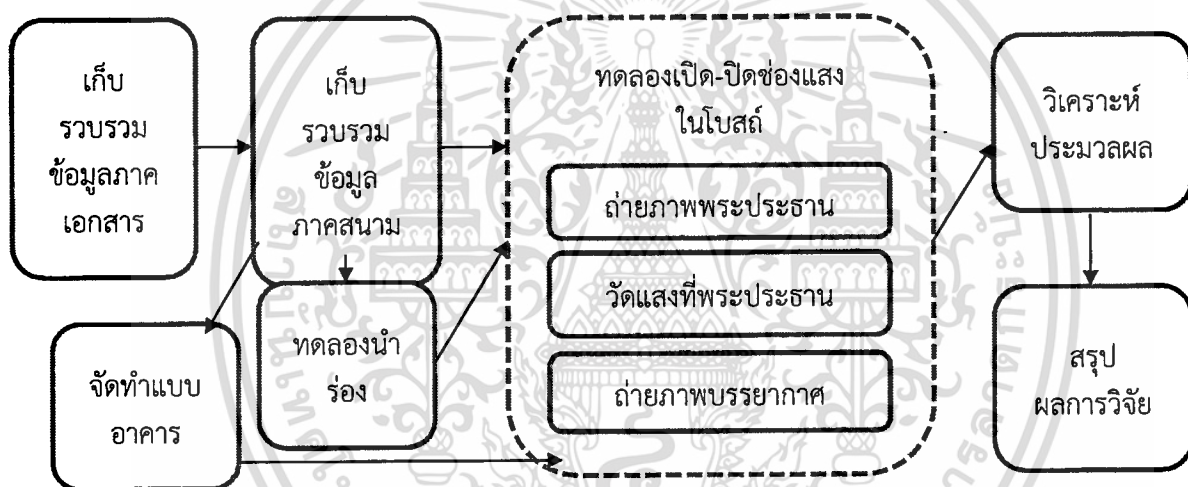 เก็บ
รวบรวม
ข้อมูลภาค
เอกสาร
เก็บ
รวบรวม
ข้อมูล
ภาคสนาม
จัดทำแบบ
อาคาร
ทดลองนำ
ร่อง
ทดลองเปิด-ปิดช่องแสง
ในโบสถ์
ถ่ายภาพพระประธาน
วัดแสงที่พระประธาน
ถ่ายภาพบรรยากาศ
วิเคราะห์
ประมวลผล
สรุป
ผลการวิจัย